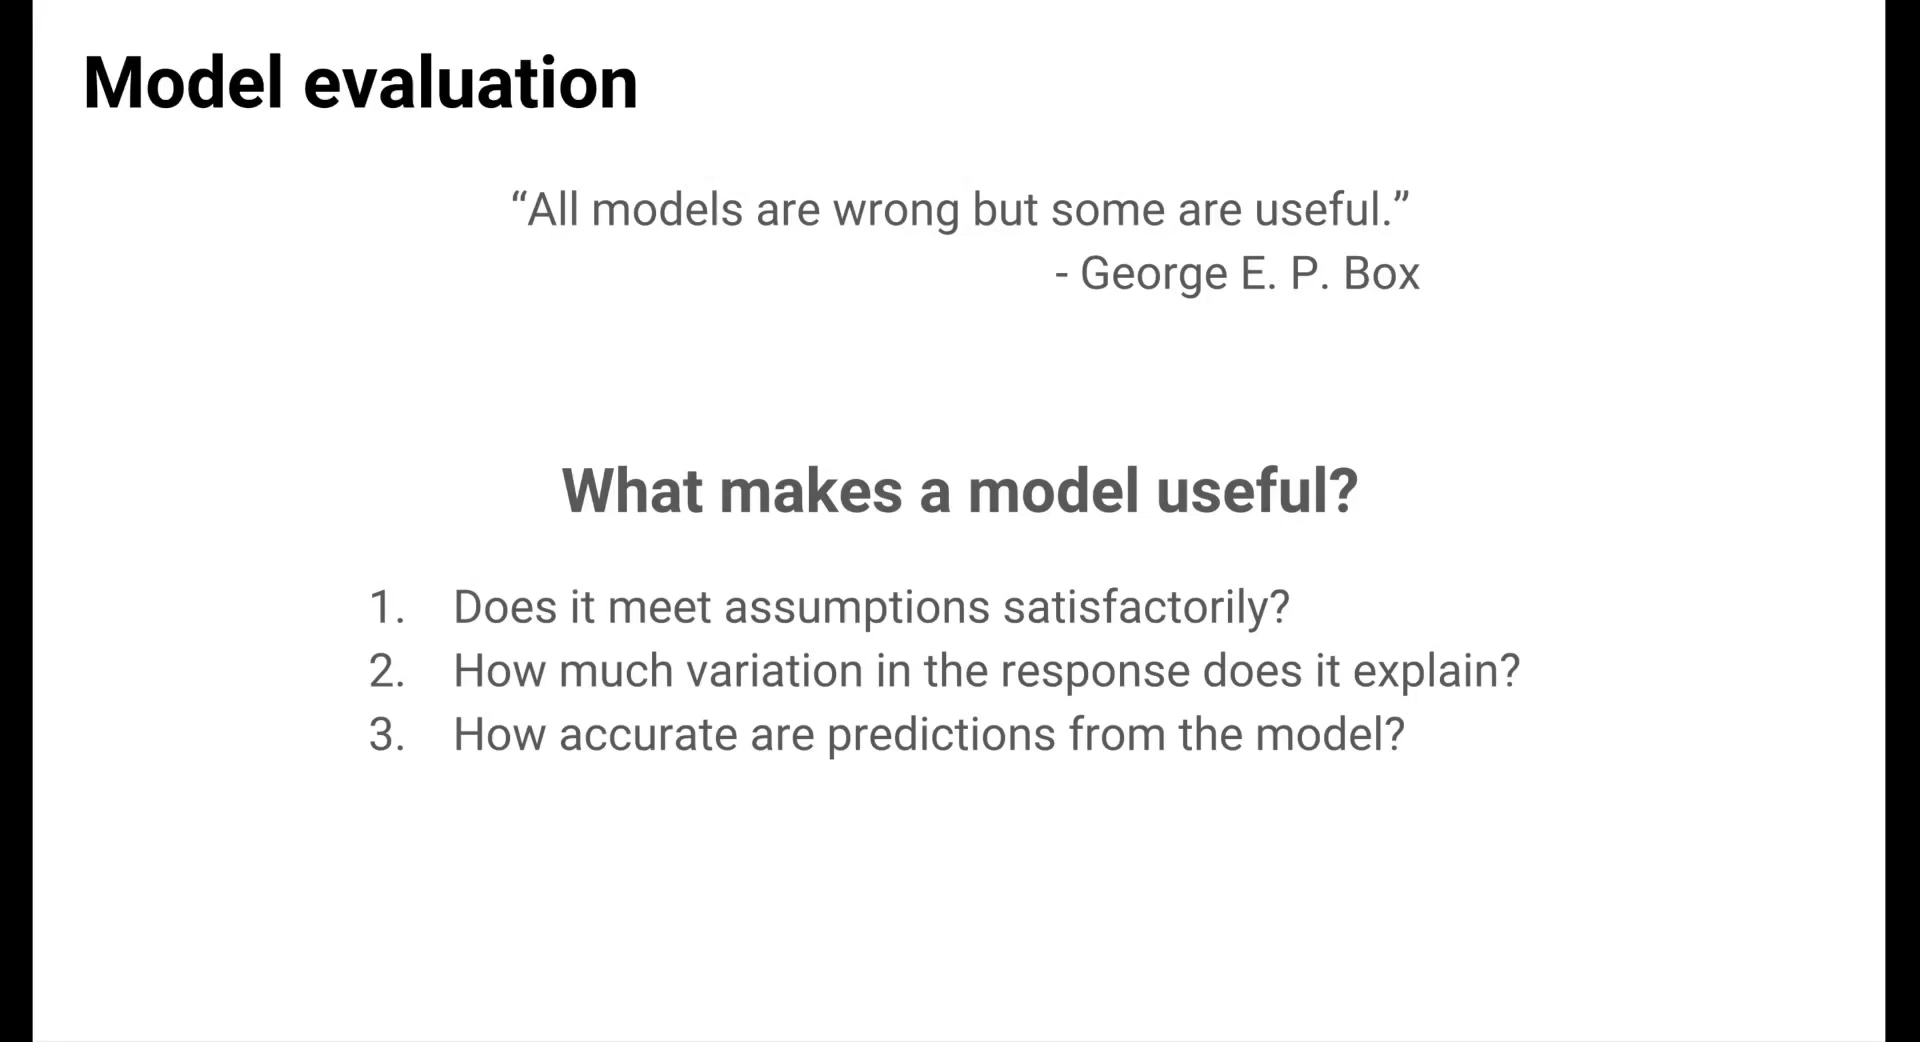 Model evaluation
“All models are wrong but some are useful.”
- George E. P. Box
What makes a model useful?
1. Does it meet assumptions satisfactorily?
2. How much variation in the response does it explain?
3. How accurate are predictions from the model?